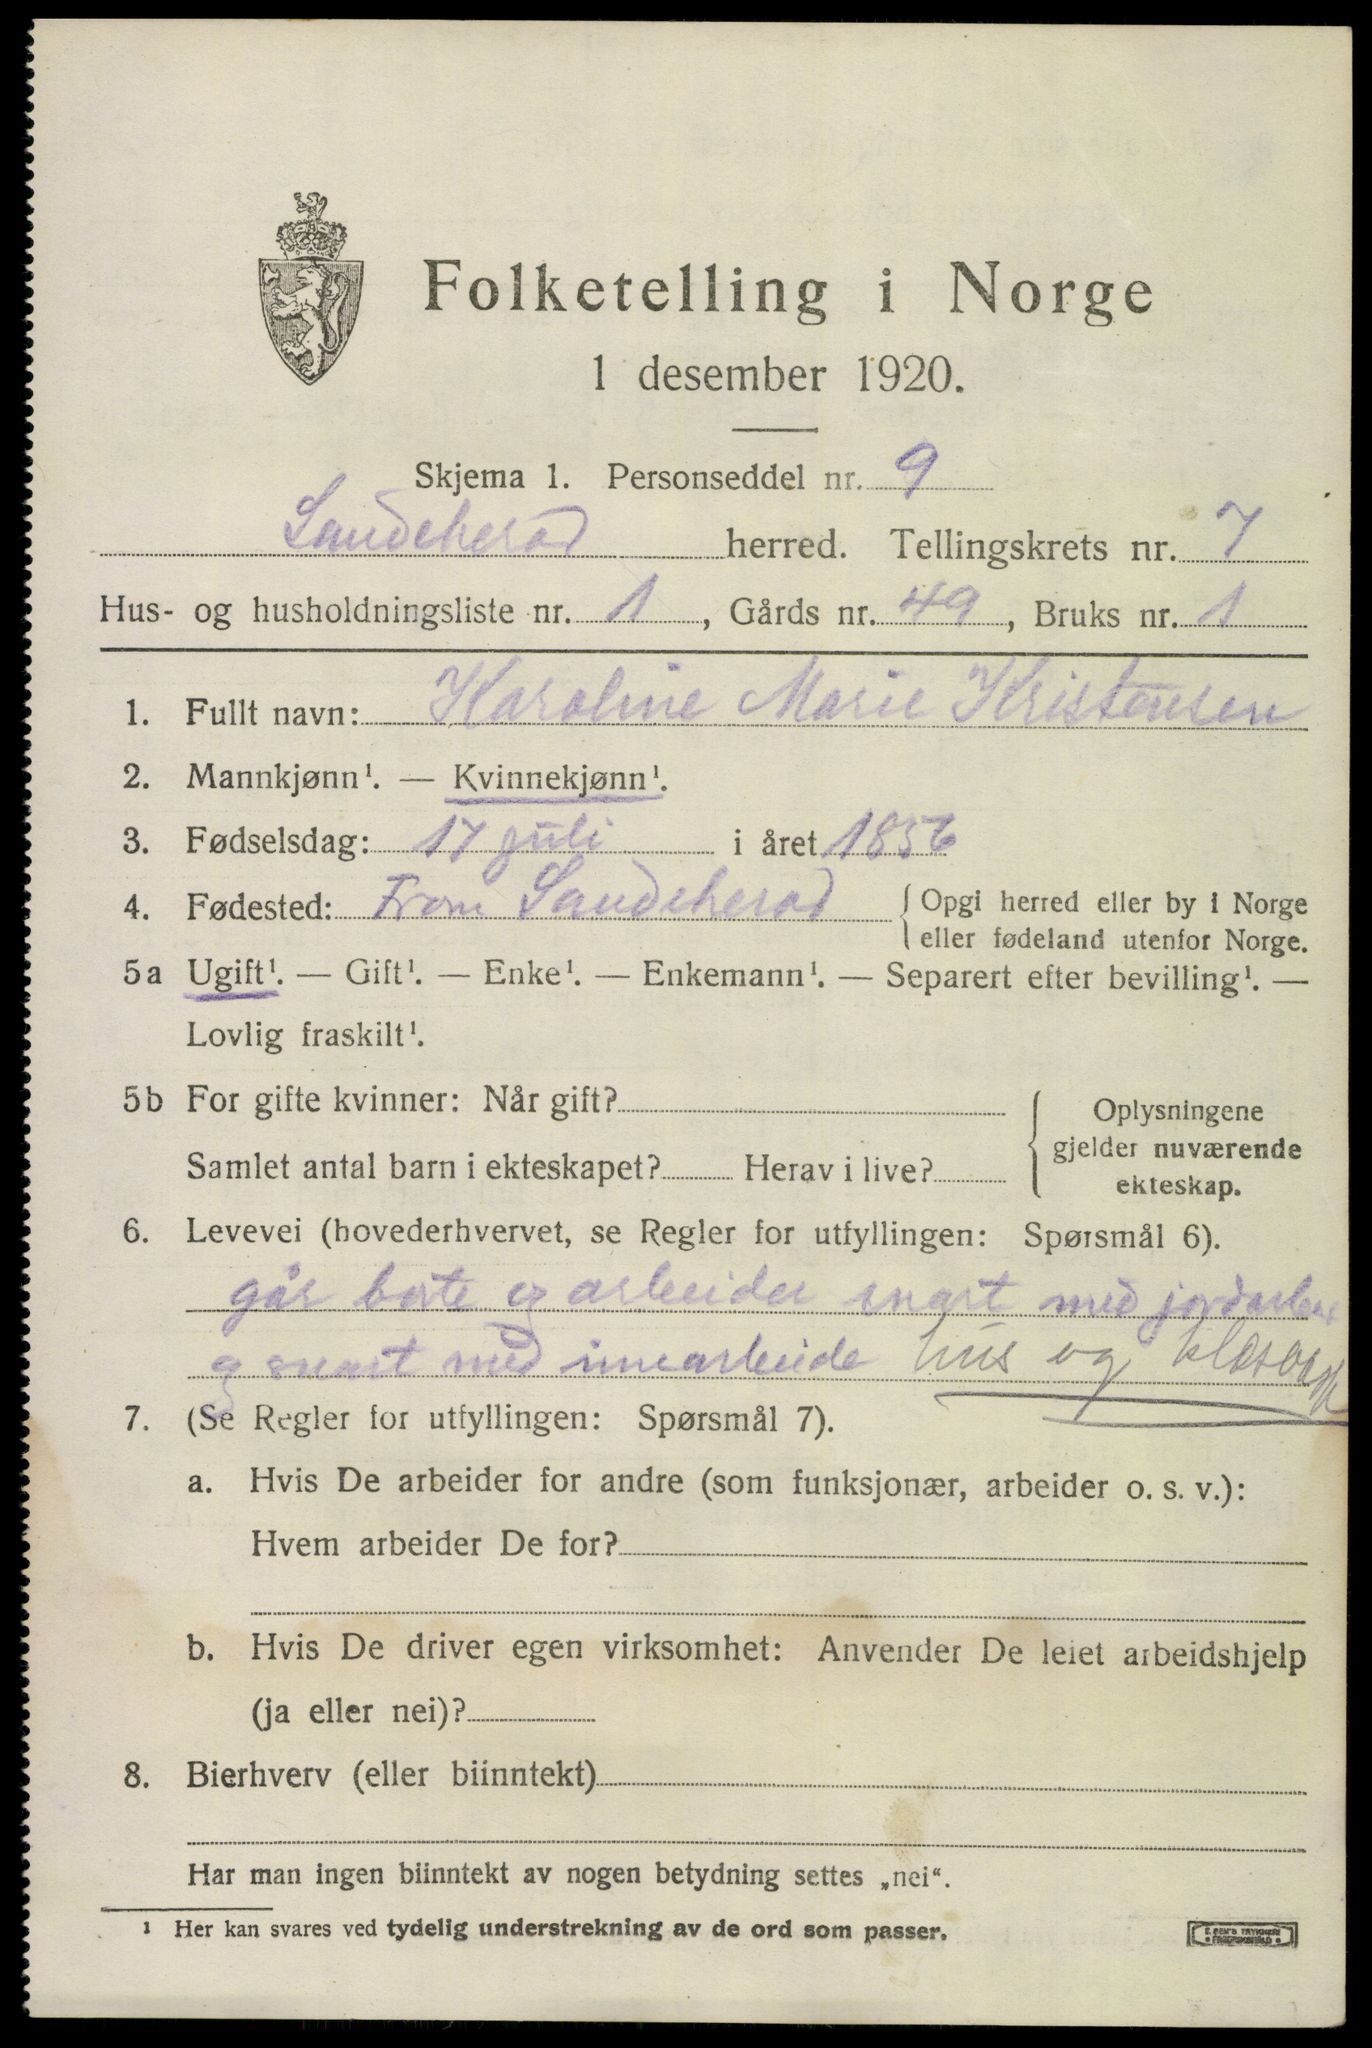 Folketelling i Norge
1 desember 1920.
Skjema 1. Personseddel nr. 9
Sandeherad herred. Tellingskrets nr. 7
Hus- og husholdningsliste nr. 1, Gårds nr. 49, Bruks nr. 1
1. Fullt navn: Karoline Marie Kristensen
2. Mannkjønn¹. — Kvinnekjønn¹.
3. Fødselsdag: 17 juli i året 1856
4. Fødested: From Sandeherad { Opgi herred eller by i Norge
eller fødeland utenfor Norge.
5a Ugift¹. — Gift¹. — Enke¹. — Enkemann¹. — Separert efter bevilling¹. —
Lovlig fraskilt¹.
5b For gifte kvinner: Når gift?
Samlet antal barn i ekteskapet? Herav i live?
Oplysningene
gjelder nuværende
ekteskap.
6. Levevei (hovederhvervet, se Regler for utfyllingen: Spørsmål 6).
går borte og arbeider snart med
og snart med innearbeide hus og
7. (Se Regler for utfyllingen: Spørsmål 7).
a. Hvis De arbeider for andre (som funksjonær, arbeider o. s. v.):
Hvem arbeider De for?
b. Hvis De driver egen virksomhet: Anvender De leiet arbeidshjelp
(ja eller nei)?
8. Bierhverv (eller biinntekt)
Har man ingen biinntekt av nogen betydning settes „nei“.
¹ Her kan svares ved tydelig understrekning av de ord som passer.